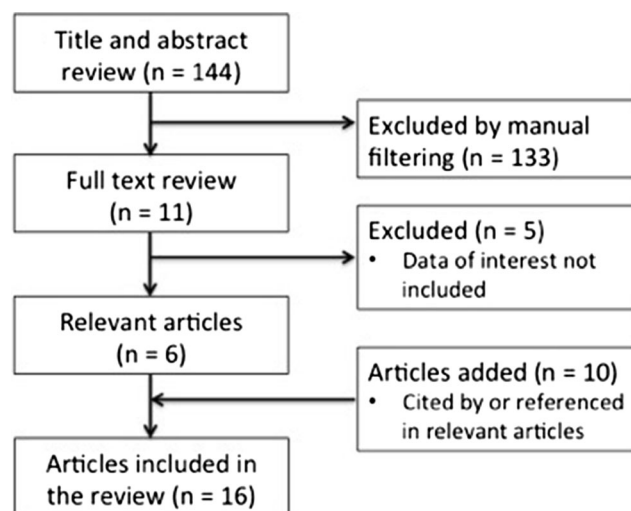 Title and abstract
review (n = 144)
Excluded by manual
filtering (n = 133)
Full text review
(n = 11)
Excluded (n = 5)
• Data of interest not
included
Relevant articles
(n = 6)
Articles added (n = 10)
• Cited by or referenced
in relevant articles
Articles included in
the review (n = 16)